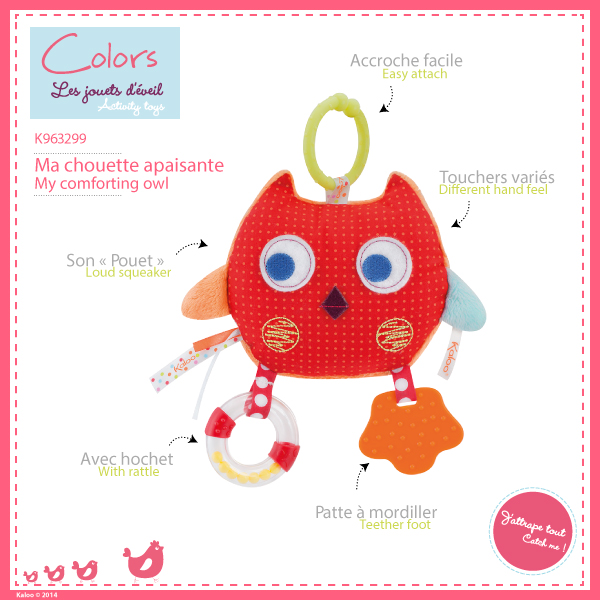 Colors
Les jouets d'éveil
Activity toys
K963299
Ma chouette apaisante
My comforting owl
Accroche facile
Easy attach
Touchers variés
Different hand feel
Son « Pouet »
Loud squeaker
Kaloo
Kaloo
Avec hochet
With rattle
Patte à mordiller
Teether foot
J'attrape tout
Catch me !
Kaloo © 2014